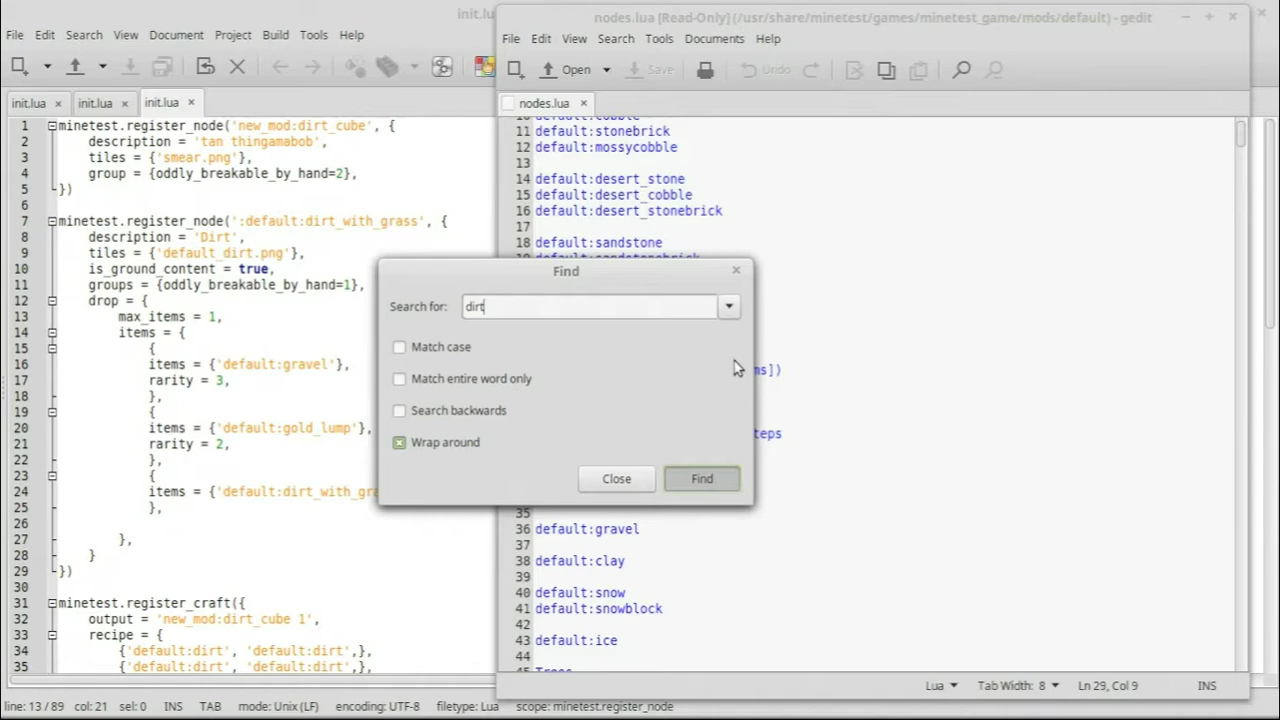 init.lua
File Edit Search View Document Project Build Tools Help
init.lua × init.lua × init.lua ×
1 minetest.register_node('new_mod:dirt_cube', {
2 description = 'tan thingamabob',
3 tiles = {'smear.png'},
4 group = {oddly_breakable_by_hand=2},
5 })
6
7 minetest.register_node(':default:dirt_with_grass', {
8 description = 'Dirt',
9 tiles = {'default_dirt.png'},
10 is_ground_content = true,
11 groups = {oddly_breakable_by_hand=1},
12 drop = {
13 max_items = 1,
14 items = {
15 {
16 items = {'default:gravel'},
17 rarity = 3,
18 },
19 {
20 items = {'default:gold_lump'},
21 rarity = 2,
22 },
23 {
24 items = {'default:dirt_with_gra
25 },
26
27 },
28 }
29 })
30
31 minetest.register_craft({
32 output = 'new_mod:dirt_cube 1',
33 recipe = {
34 {'default:dirt', 'default:dirt',},
35 {'default:dirt', 'default:dirt',},
line: 13 / 89 col: 21 sel: 0 INS TAB mode: Unix (LF) encoding: UTF-8 filetype: Lua scope: minetest.register_node
nodes.lua [Read-Only] (/usr/share/minetest/games/minetest_game/mods/default) - gedit
File Edit View Search Tools Documents Help
Open Save Undo
nodes.lua ×
10 default:cobble
11 default:stonebrick
12 default:mossycobble
13
14 default:desert_stone
15 default:desert_cobble
16 default:desert_stonebrick
17
18 default:sandstone
default:sandstonebrick
ms])
teps
35
36 default:gravel
37
38 default:clay
39
40 default:snow
41 default:snowblock
42
43 default:ice
44
45 Trees
Lua Tab Width: 8 Ln 29, Col 9 INS
Find
Search for: dirt
Match case
Match entire word only
Search backwards
Wrap around
Close Find